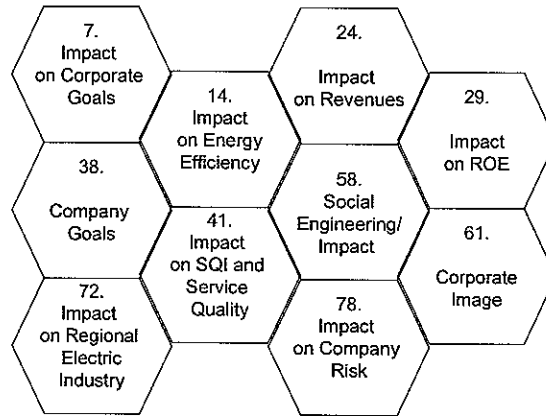 7.
Impact
on Corporate
Goals
24.
Impact
on Revenues
14.
Impact
on Energy
Efficiency
29.
Impact
on ROE
38.
Company
Goals
58.
Social
Engineering/
Impact
41.
Impact
on SQI and
Service
Quality
61.
Corporate
Image
72.
Impact
on Regional
Electric
Industry
78.
Impact
on Company
Risk